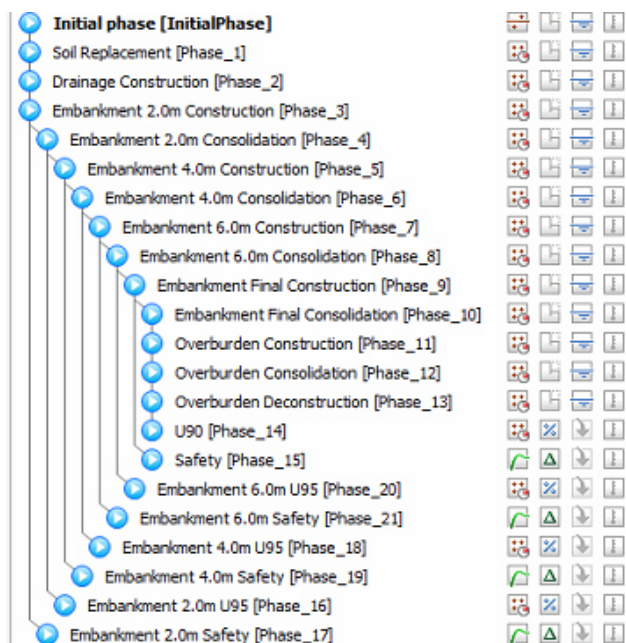 Initial phase [InitialPhase]
Soil Replacement [Phase_1]
Drainage Construction [Phase_2]
Embankment 2.0m Construction [Phase_3]
Embankment 2.0m Consolidation [Phase_4]
Embankment 4.0m Construction [Phase_5]
Embankment 4.0m Consolidation [Phase_6]
Embankment 6.0m Construction [Phase_7]
Embankment 6.0m Consolidation [Phase_8]
Embankment Final Construction [Phase_9]
Embankment Final Consolidation [Phase_10]
Overburden Construction [Phase_11]
Overburden Consolidation [Phase_12]
Overburden Deconstruction [Phase_13]
U90 [Phase_14]
Safety [Phase_15]
Embankment 6.0m U95 [Phase_20]
Embankment 6.0m Safety [Phase_21]
Embankment 4.0m U95 [Phase_18]
Embankment 4.0m Safety [Phase_19]
Embankment 2.0m U95 [Phase_16]
Embankment 2.0m Safety [Phase_17]